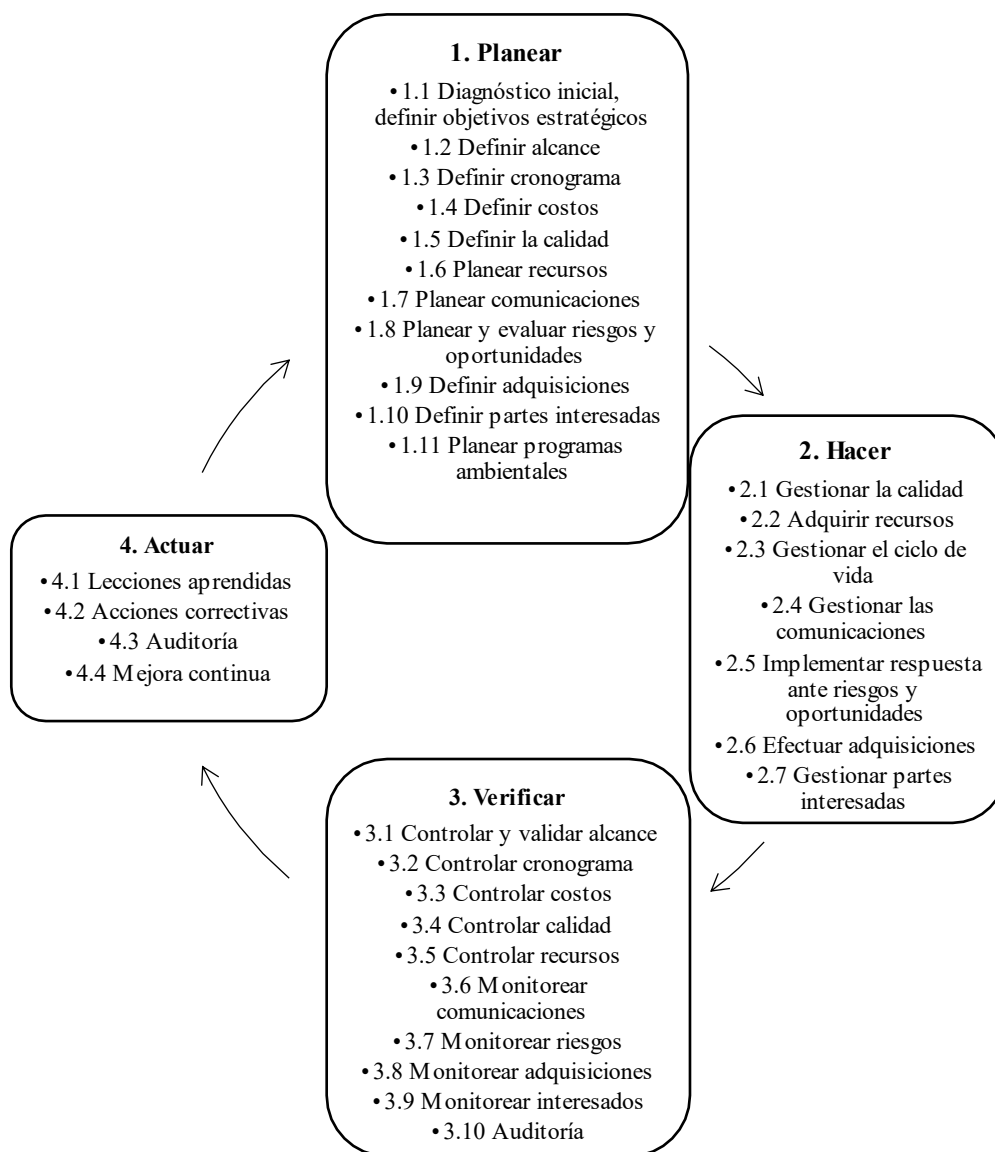 1. Planear
• 1.1 Diagnóstico inicial,
definir objetivos estratégicos
• 1.2 Definir alcance
• 1.3 Definir cronograma
• 1.4 Definir costos
• 1.5 Definir la calidad
• 1.6 Planear recursos
• 1.7 Planear comunicaciones
• 1.8 Planear y evaluar riesgos y
oportunidades
• 1.9 Definir adquisiciones
• 1.10 Definir partes interesadas
• 1.11 Planear programas
ambientales
2. Hacer
• 2.1 Gestionar la calidad
• 2.2 Adquirir recursos
• 2.3 Gestionar el ciclo de
vida
• 2.4 Gestionar las
comunicaciones
• 2.5 Implementar respuesta
ante riesgos y
oportunidades
• 2.6 Efectuar adquisiciones
• 2.7 Gestionar partes
interesadas
3. Verificar
• 3.1 Controlar y validar alcance
• 3.2 Controlar cronograma
• 3.3 Controlar costos
• 3.4 Controlar calidad
• 3.5 Controlar recursos
• 3.6 Monitorear
comunicaciones
• 3.7 Monitorear riesgos
• 3.8 Monitorear adquisiciones
• 3.9 Monitorear interesados
• 3.10 Auditoría
4. Actuar
• 4.1 Lecciones aprendidas
• 4.2 Acciones correctivas
• 4.3 Auditoría
• 4.4 Mejora continua